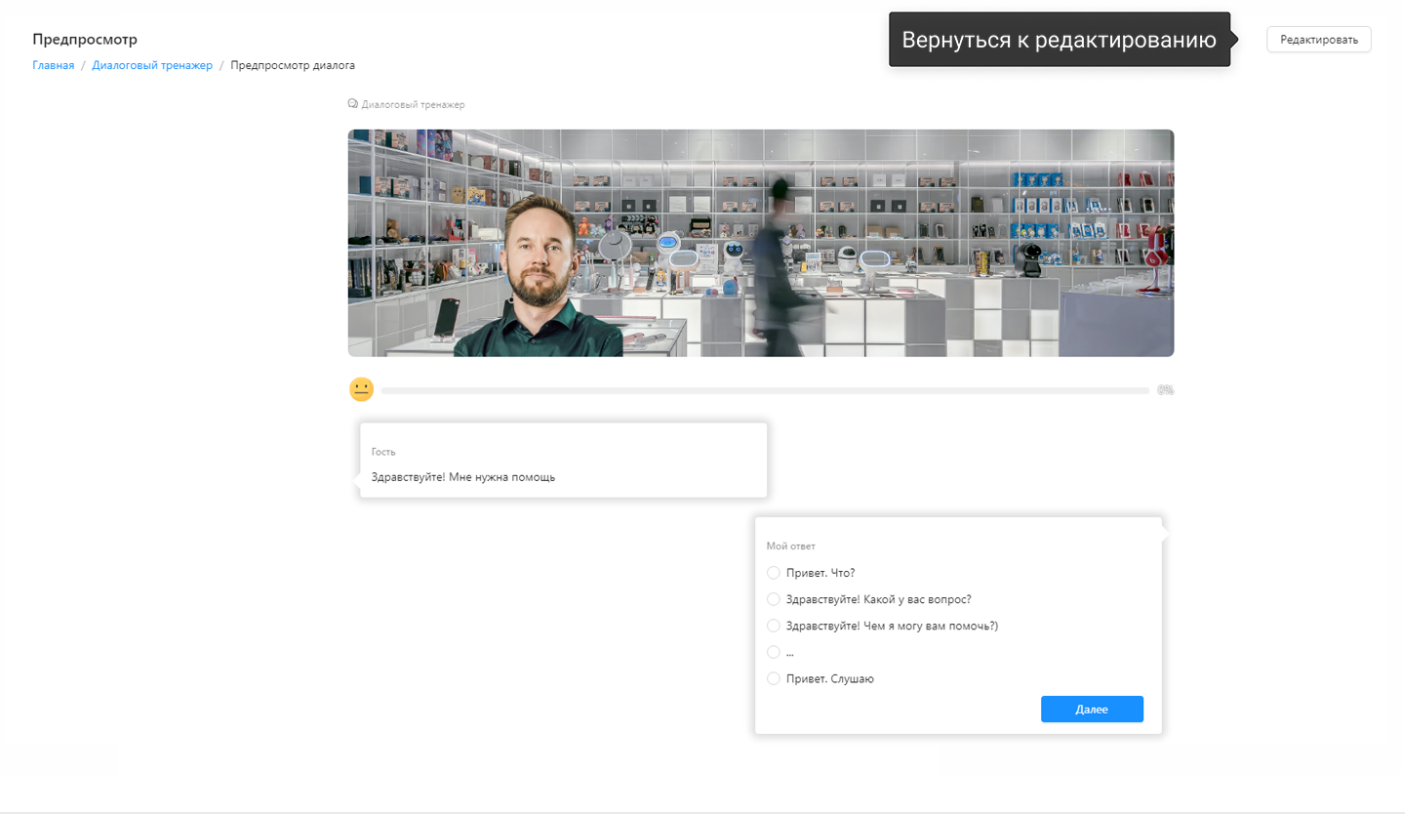 Предпросмотр
Вернуться к редактированию
Редактировать
Главная / Диалоговый тренажер / Предпросмотр диалога
Диалоговый тренажер
0%
Гость
Здравствуйте! Мне нужна помощь
Мой ответ
Привет. Что?
Здравствуйте! Какой у вас вопрос?
Здравствуйте! Чем я могу вам помочь?)
...
Привет. Слушаю
Далее